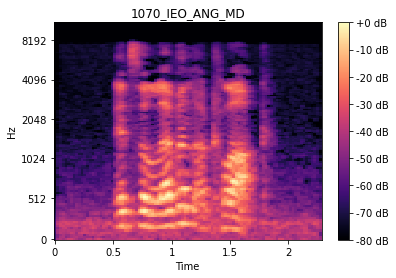 1070_IEO_ANG_MD
+0 dB
8192
-10 dB
4096
-20 dB
-30 dB
2048
-40 dB
Hz
1024
-50 dB
512
-60 dB
-70 dB
0
-80 dB
0 0.5 1 1.5 2
Time